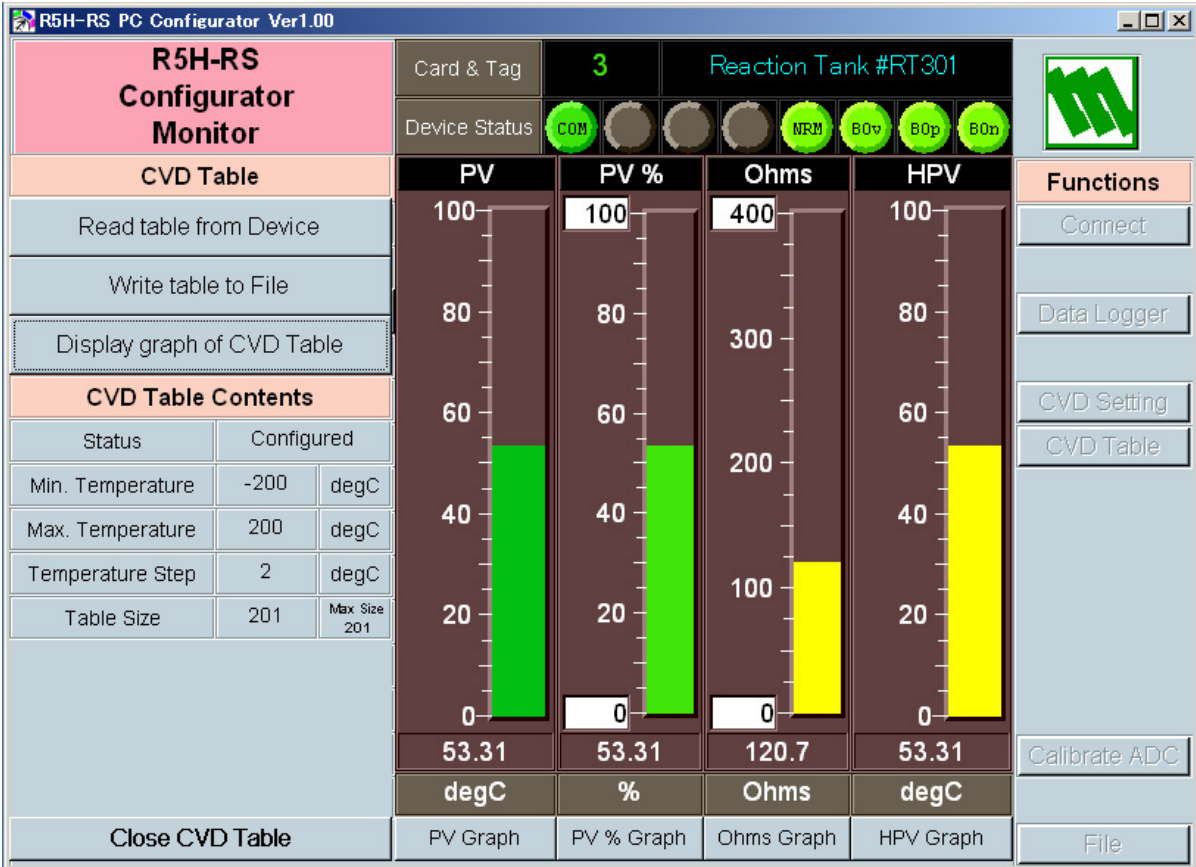 R5H-RS PC Configurator Ver1.00
R5H-RS
Configurator
Monitor
Card & Tag
3
Reaction Tank #RT301
Device Status
COM
NRM
BOv
BOp
BOn
CVD Table
Read table from Device
Write table to File
Display graph of CVD Table
CVD Table Contents
Status Configured
Min. Temperature -200 degC
Max. Temperature 200 degC
Temperature Step 2 degC
Table Size 201 Max Size
201
Close CVD Table
PV
100
80
60
40
20
0
53.31
degC
PV Graph
PV %
100
80
60
40
20
0
53.31
%
PV % Graph
Ohms
400
300
200
100
0
120.7
Ohms
Ohms Graph
HPV
100
80
60
40
20
0
53.31
degC
HPV Graph
Functions
Connect
Data Logger
CVD Setting
CVD Table
Calibrate ADC
File